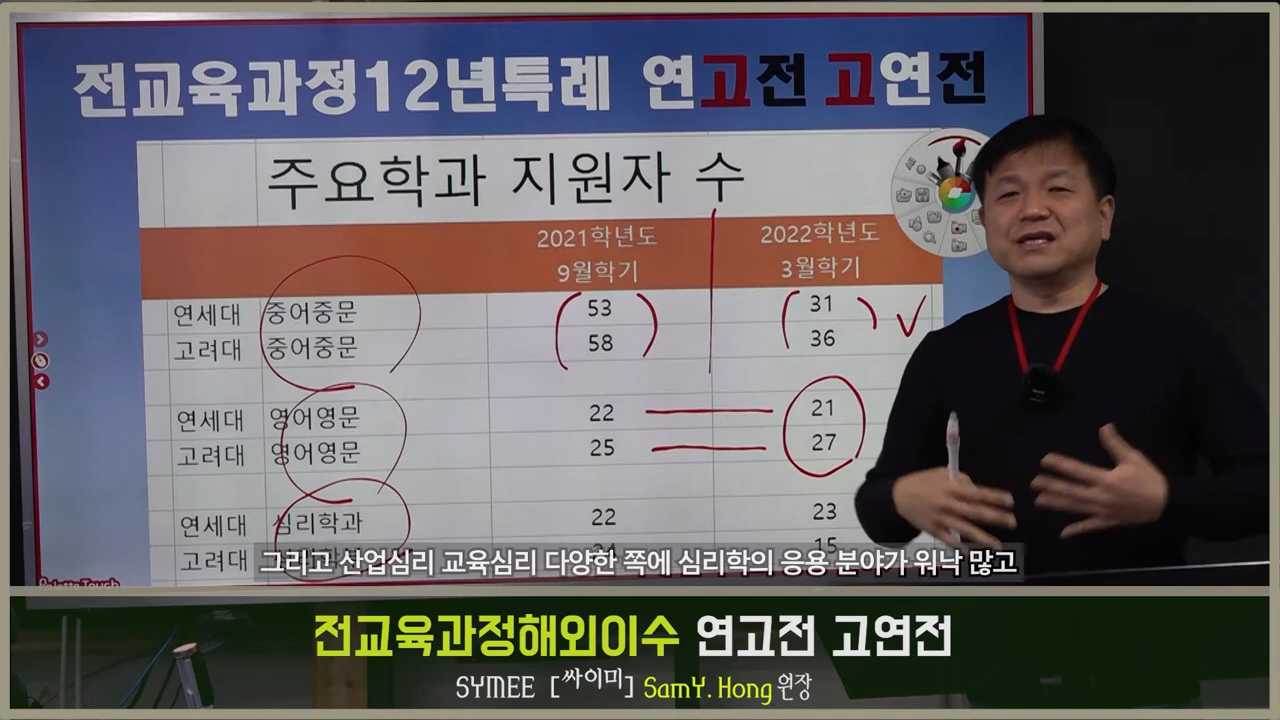 전교육과정12년특례 연고전 고연전
주요학과 지원자 수
2021학년도 2022학년도
9월학기 3월학기
연세대 중어중문 53 31
고려대 중어중문 58 36
연세대 영어영문 22 21
고려대 영어영문 25 27
연세대 심리학과 22 23
고려대 15
그리고 산업심리 교육심리 다양한 쪽에 심리학의 응용 분야가 워낙 많고
Palette Touch
전교육과정해외이수 연고전 고연전
SYMEE [싸이미] SamY. Hong 원장